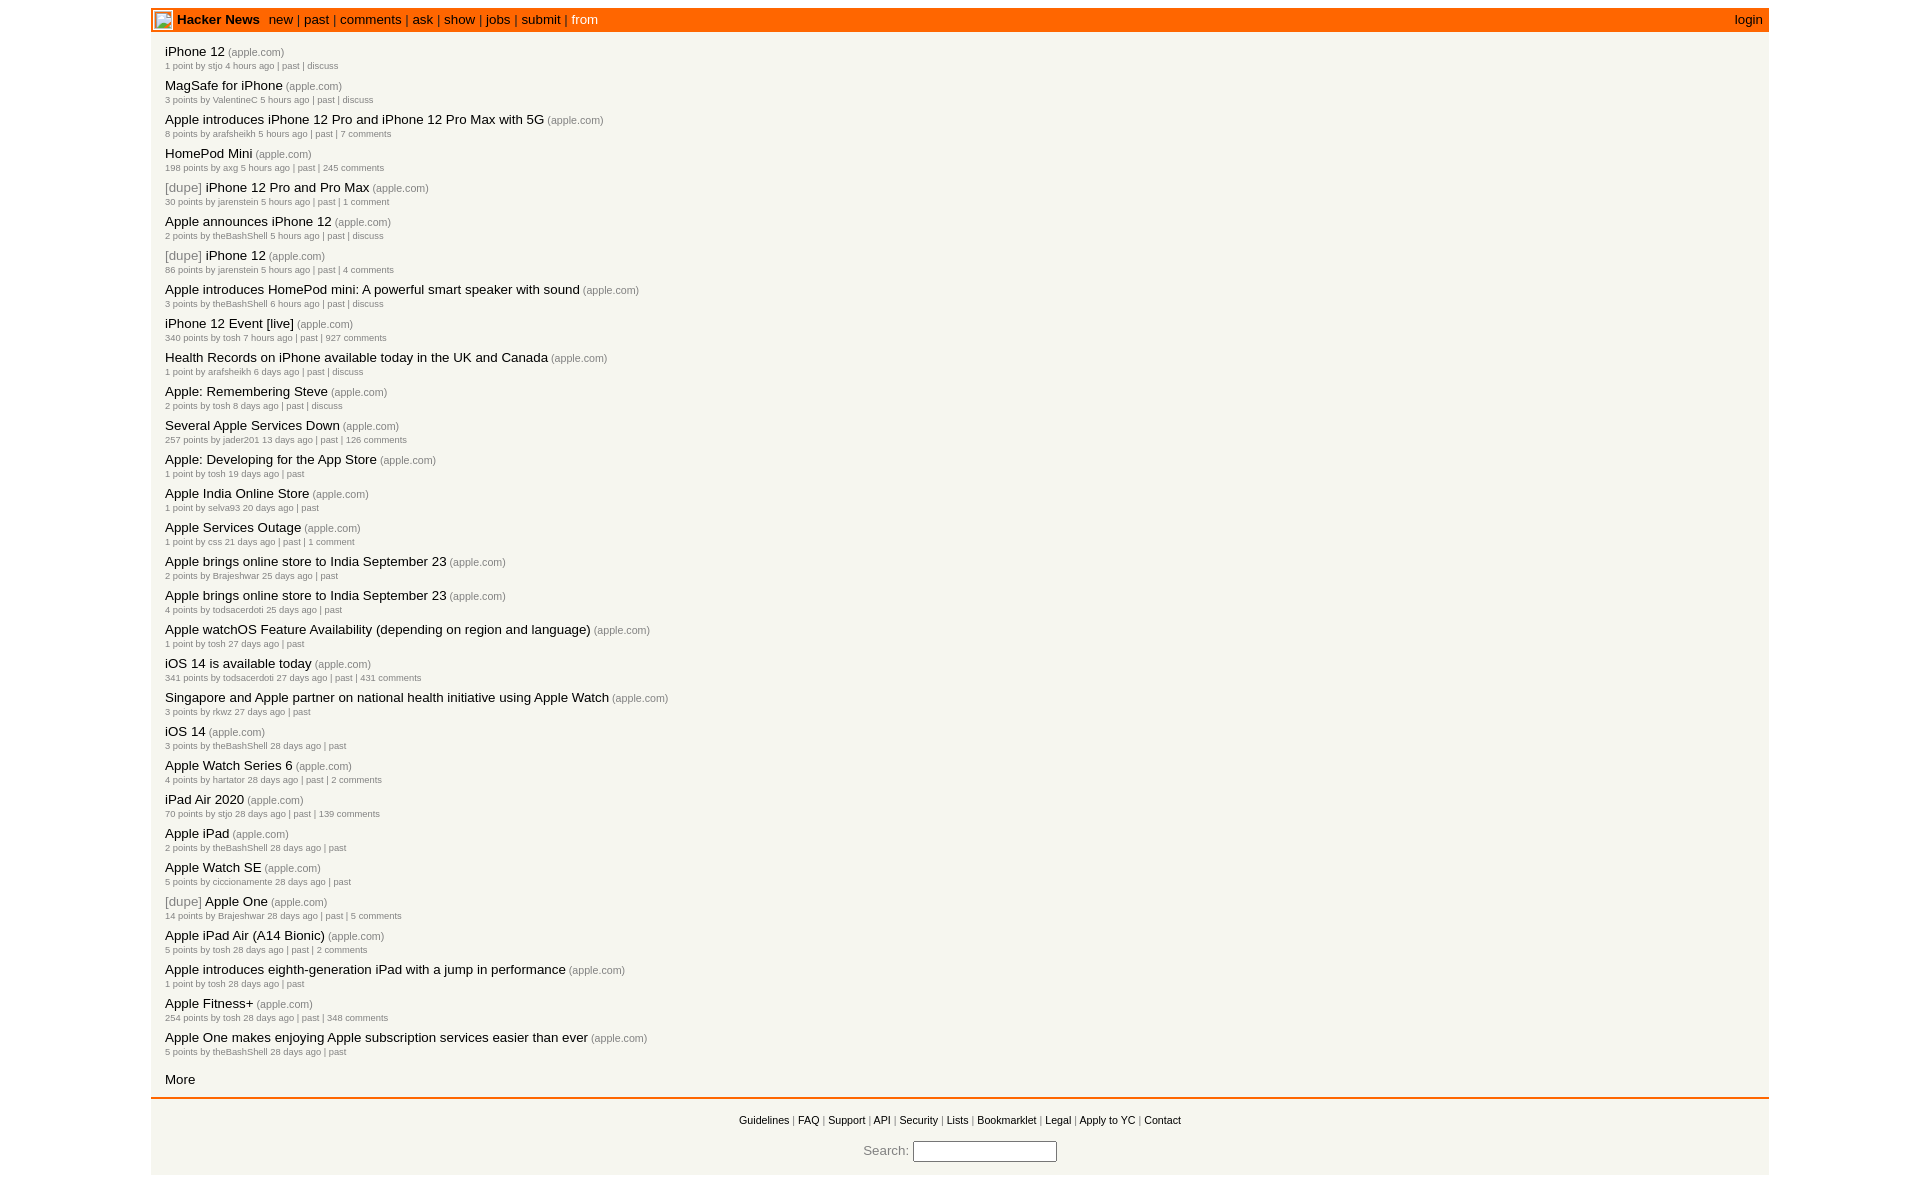 Hacker News new | past | comments | ask | show | jobs | submit | from login
iPhone 12 (apple.com)
1 point by stjo 4 hours ago | past | discuss
MagSafe for iPhone (apple.com)
3 points by ValentineC 5 hours ago | past | discuss
Apple introduces iPhone 12 Pro and iPhone 12 Pro Max with 5G (apple.com)
8 points by arafsheikh 5 hours ago | past | 7 comments
HomePod Mini (apple.com)
198 points by axg 5 hours ago | past | 245 comments
[dupe] iPhone 12 Pro and Pro Max (apple.com)
30 points by jarenstein 5 hours ago | past | 1 comment
Apple announces iPhone 12 (apple.com)
2 points by theBashShell 5 hours ago | past | discuss
[dupe] iPhone 12 (apple.com)
86 points by jarenstein 5 hours ago | past | 4 comments
Apple introduces HomePod mini: A powerful smart speaker with sound (apple.com)
3 points by theBashShell 6 hours ago | past | discuss
iPhone 12 Event [live] (apple.com)
340 points by tosh 7 hours ago | past | 927 comments
Health Records on iPhone available today in the UK and Canada (apple.com)
1 point by arafsheikh 6 days ago | past | discuss
Apple: Remembering Steve (apple.com)
2 points by tosh 8 days ago | past | discuss
Several Apple Services Down (apple.com)
257 points by jader201 13 days ago | past | 126 comments
Apple: Developing for the App Store (apple.com)
1 point by tosh 19 days ago | past
Apple India Online Store (apple.com)
1 point by selva93 20 days ago | past
Apple Services Outage (apple.com)
1 point by css 21 days ago | past | 1 comment
Apple brings online store to India September 23 (apple.com)
2 points by Brajeshwar 25 days ago | past
Apple brings online store to India September 23 (apple.com)
4 points by todsacerdoti 25 days ago | past
Apple watchOS Feature Availability (depending on region and language) (apple.com)
1 point by tosh 27 days ago | past
iOS 14 is available today (apple.com)
341 points by todsacerdoti 27 days ago | past | 431 comments
Singapore and Apple partner on national health initiative using Apple Watch (apple.com)
3 points by rkwz 27 days ago | past
iOS 14 (apple.com)
3 points by theBashShell 28 days ago | past
Apple Watch Series 6 (apple.com)
4 points by hartator 28 days ago | past | 2 comments
iPad Air 2020 (apple.com)
70 points by stjo 28 days ago | past | 139 comments
Apple iPad (apple.com)
2 points by theBashShell 28 days ago | past
Apple Watch SE (apple.com)
5 points by ciccionamente 28 days ago | past
[dupe] Apple One (apple.com)
14 points by Brajeshwar 28 days ago | past | 5 comments
Apple iPad Air (A14 Bionic) (apple.com)
5 points by tosh 28 days ago | past | 2 comments
Apple introduces eighth-generation iPad with a jump in performance (apple.com)
1 point by tosh 28 days ago | past
Apple Fitness+ (apple.com)
254 points by tosh 28 days ago | past | 348 comments
Apple One makes enjoying Apple subscription services easier than ever (apple.com)
5 points by theBashShell 28 days ago | past
More
Guidelines | FAQ | Support | API | Security | Lists | Bookmarklet | Legal | Apply to YC | Contact
Search: